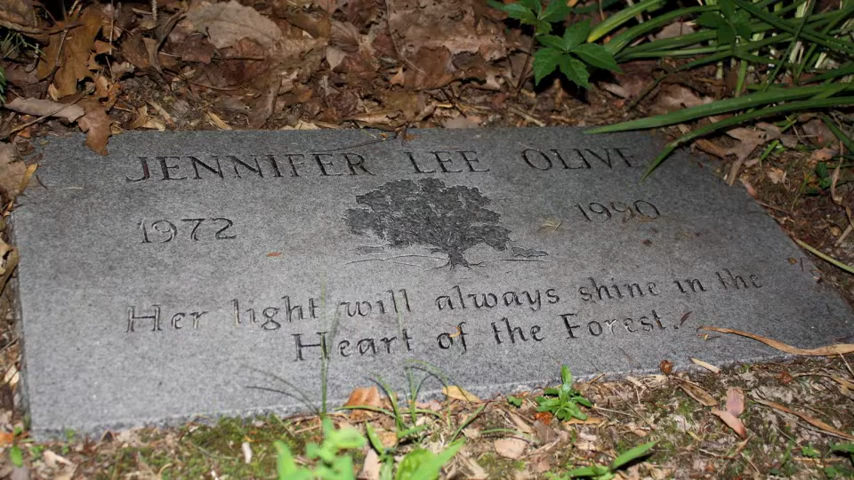 JENNIFER LEE OLIVE
1972 1990
Her light will always shine in the
Heart of the Forest.